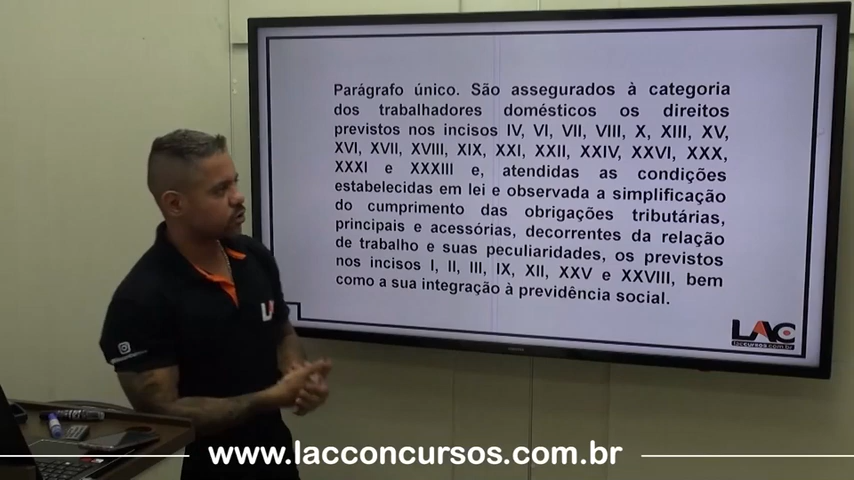 Parágrafo único. São assegurados à categoria
dos trabalhadores domésticos os direitos
previstos nos incisos IV, VI, VII, VIII, X, XIII, XV,
XVI, XVII, XVIII, XIX, XXI, XXII, XXIV, XXVI, XXX,
XXXI e XXXIII e, atendidas as condições
estabelecidas em lei e observada a simplificação
do cumprimento das obrigações tributárias,
principais e acessórias, decorrentes da relação
de trabalho e suas peculiaridades, os previstos
nos incisos I, II, III, IX, XII, XXV e XXVIII, bem
como a sua integração à previdência social.
LAC
laccursos.com.br
www.lacconcursos.com.br